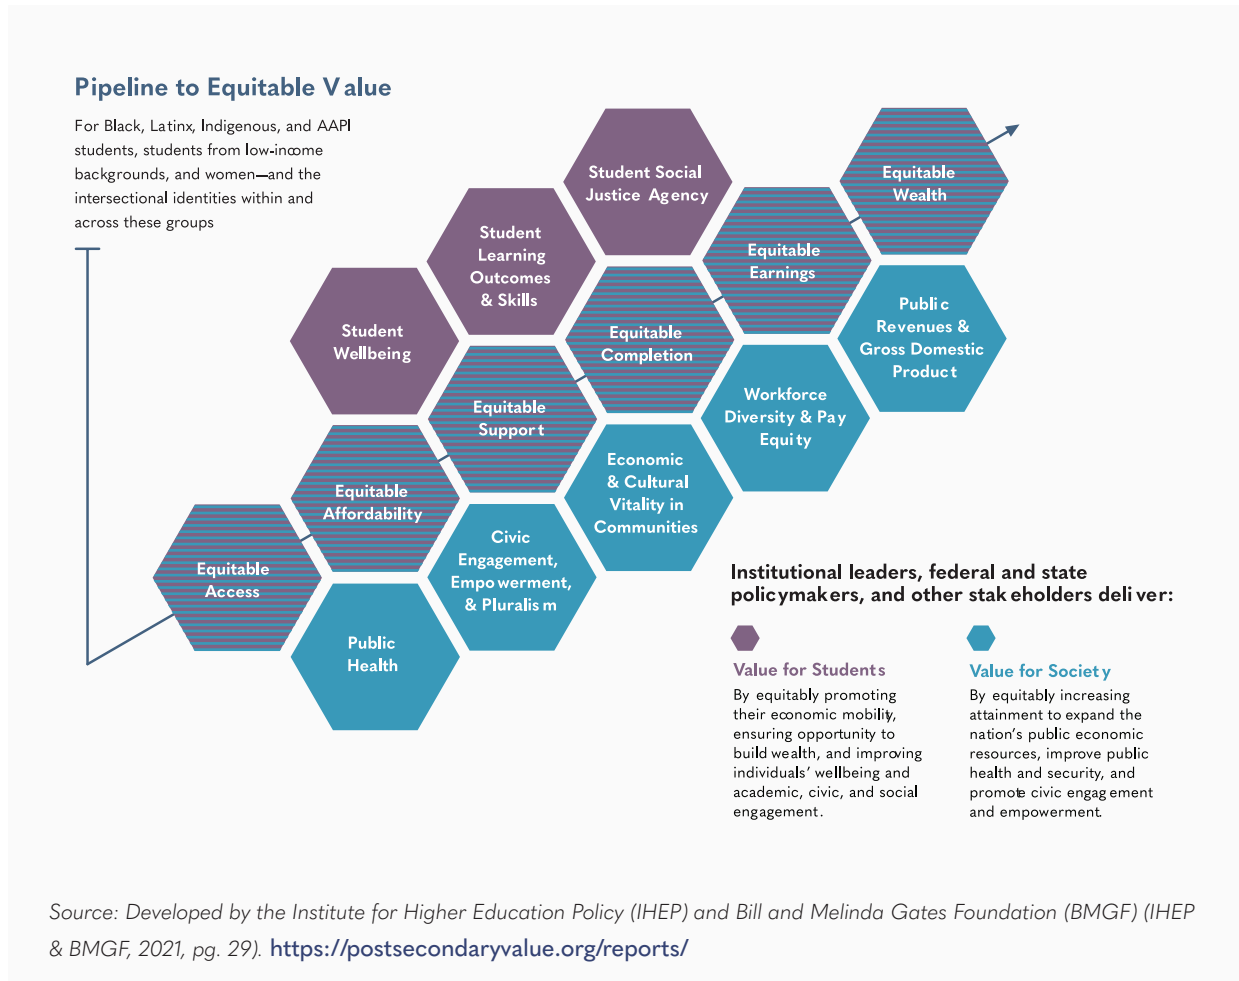 Pipeline to Equitable Value
For Black, Latinx, Indigenous, and AAPI
students, students from low-income
backgrounds, and women—and the
intersectional identities within and
across these groups
Student Social
Justice Agency
Equitable
Wealth
Student
Learning
Outcomes
& Skills
Equitable
Earnings
Student
Wellbeing
Equitable
Completion
Public
Revenues &
Gross Domestic
Product
Equitable
Support
Workforce
Diversity & Pay
Equity
Equitable
Affordability
Economic
& Cultural
Vitality in
Communities
Equitable
Access
Civic
Engagement,
Empowerment,
& Pluralism
Public
Health
Institutional leaders, federal and state
policymakers, and other stakeholders deliver:
Value for Students
By equitably promoting
their economic mobility,
ensuring opportunity to
build wealth, and improving
individuals' wellbeing and
academic, civic, and social
engagement.
Value for Society
By equitably increasing
attainment to expand the
nation's public economic
resources, improve public
health and security, and
promote civic engagement
and empowerment.
Source: Developed by the Institute for Higher Education Policy (IHEP) and Bill and Melinda Gates Foundation (BMGF) (IHEP
& BMGF, 2021, pg. 29). https://postsecondaryvalue.org/reports/